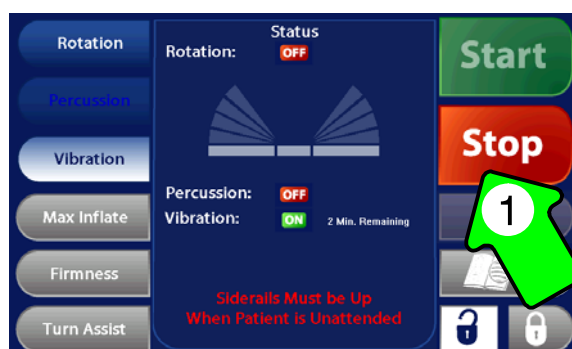 Rotation
Percussion
Vibration
Max Inflate
Firmness
Turn Assist
Status
Rotation: OFF
Percussion: OFF
Vibration: ON 2 Min. Remaining
Siderails Must be Up
When Patient is Unattended
Start
Stop
1